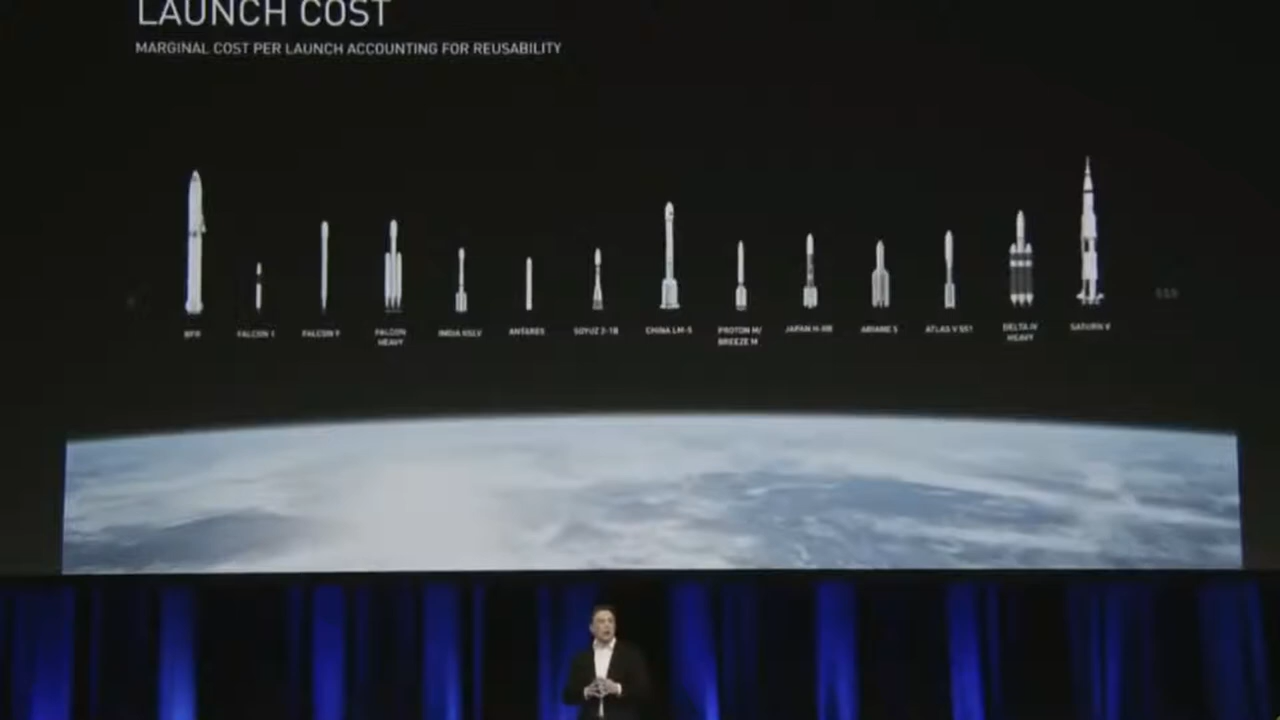 LAUNCH COST
MARGINAL COST PER LAUNCH ACCOUNTING FOR REUSABILITY
BFR
FALCON 1
FALCON 9
FALCON
HEAVY
INDIA GSLV
ANTARES
SOYUZ 2-1B
CHINA LM-5
PROTON M/
BREEZE M
JAPAN H-IIB
ARIANE 5
ATLAS V 551
DELTA IV
HEAVY
SATURN V